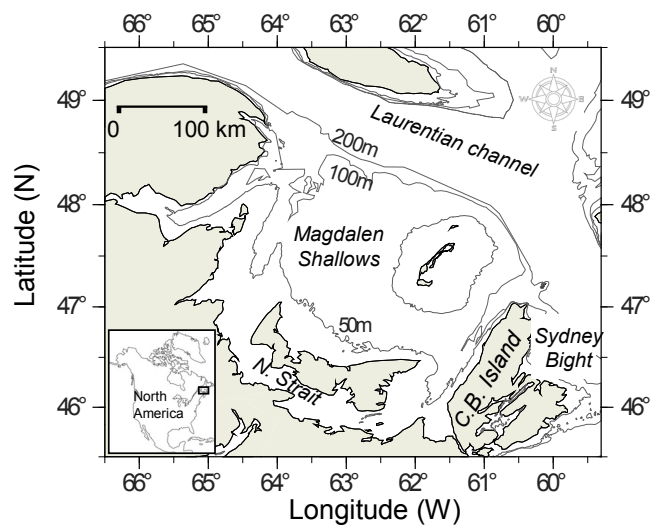 66° 65° 64° 63° 62° 61° 60°
N
W E
S
49° 49°
0 100 km
Laurentian channel
200m
100m
48° 48°
Magdalen
Shallows
Latitude (N)
47° 47°
50m
Sydney
Bight
C.B. Island
N. Strait
North
America
46° 46°
66° 65° 64° 63° 62° 61° 60°
Longitude (W)